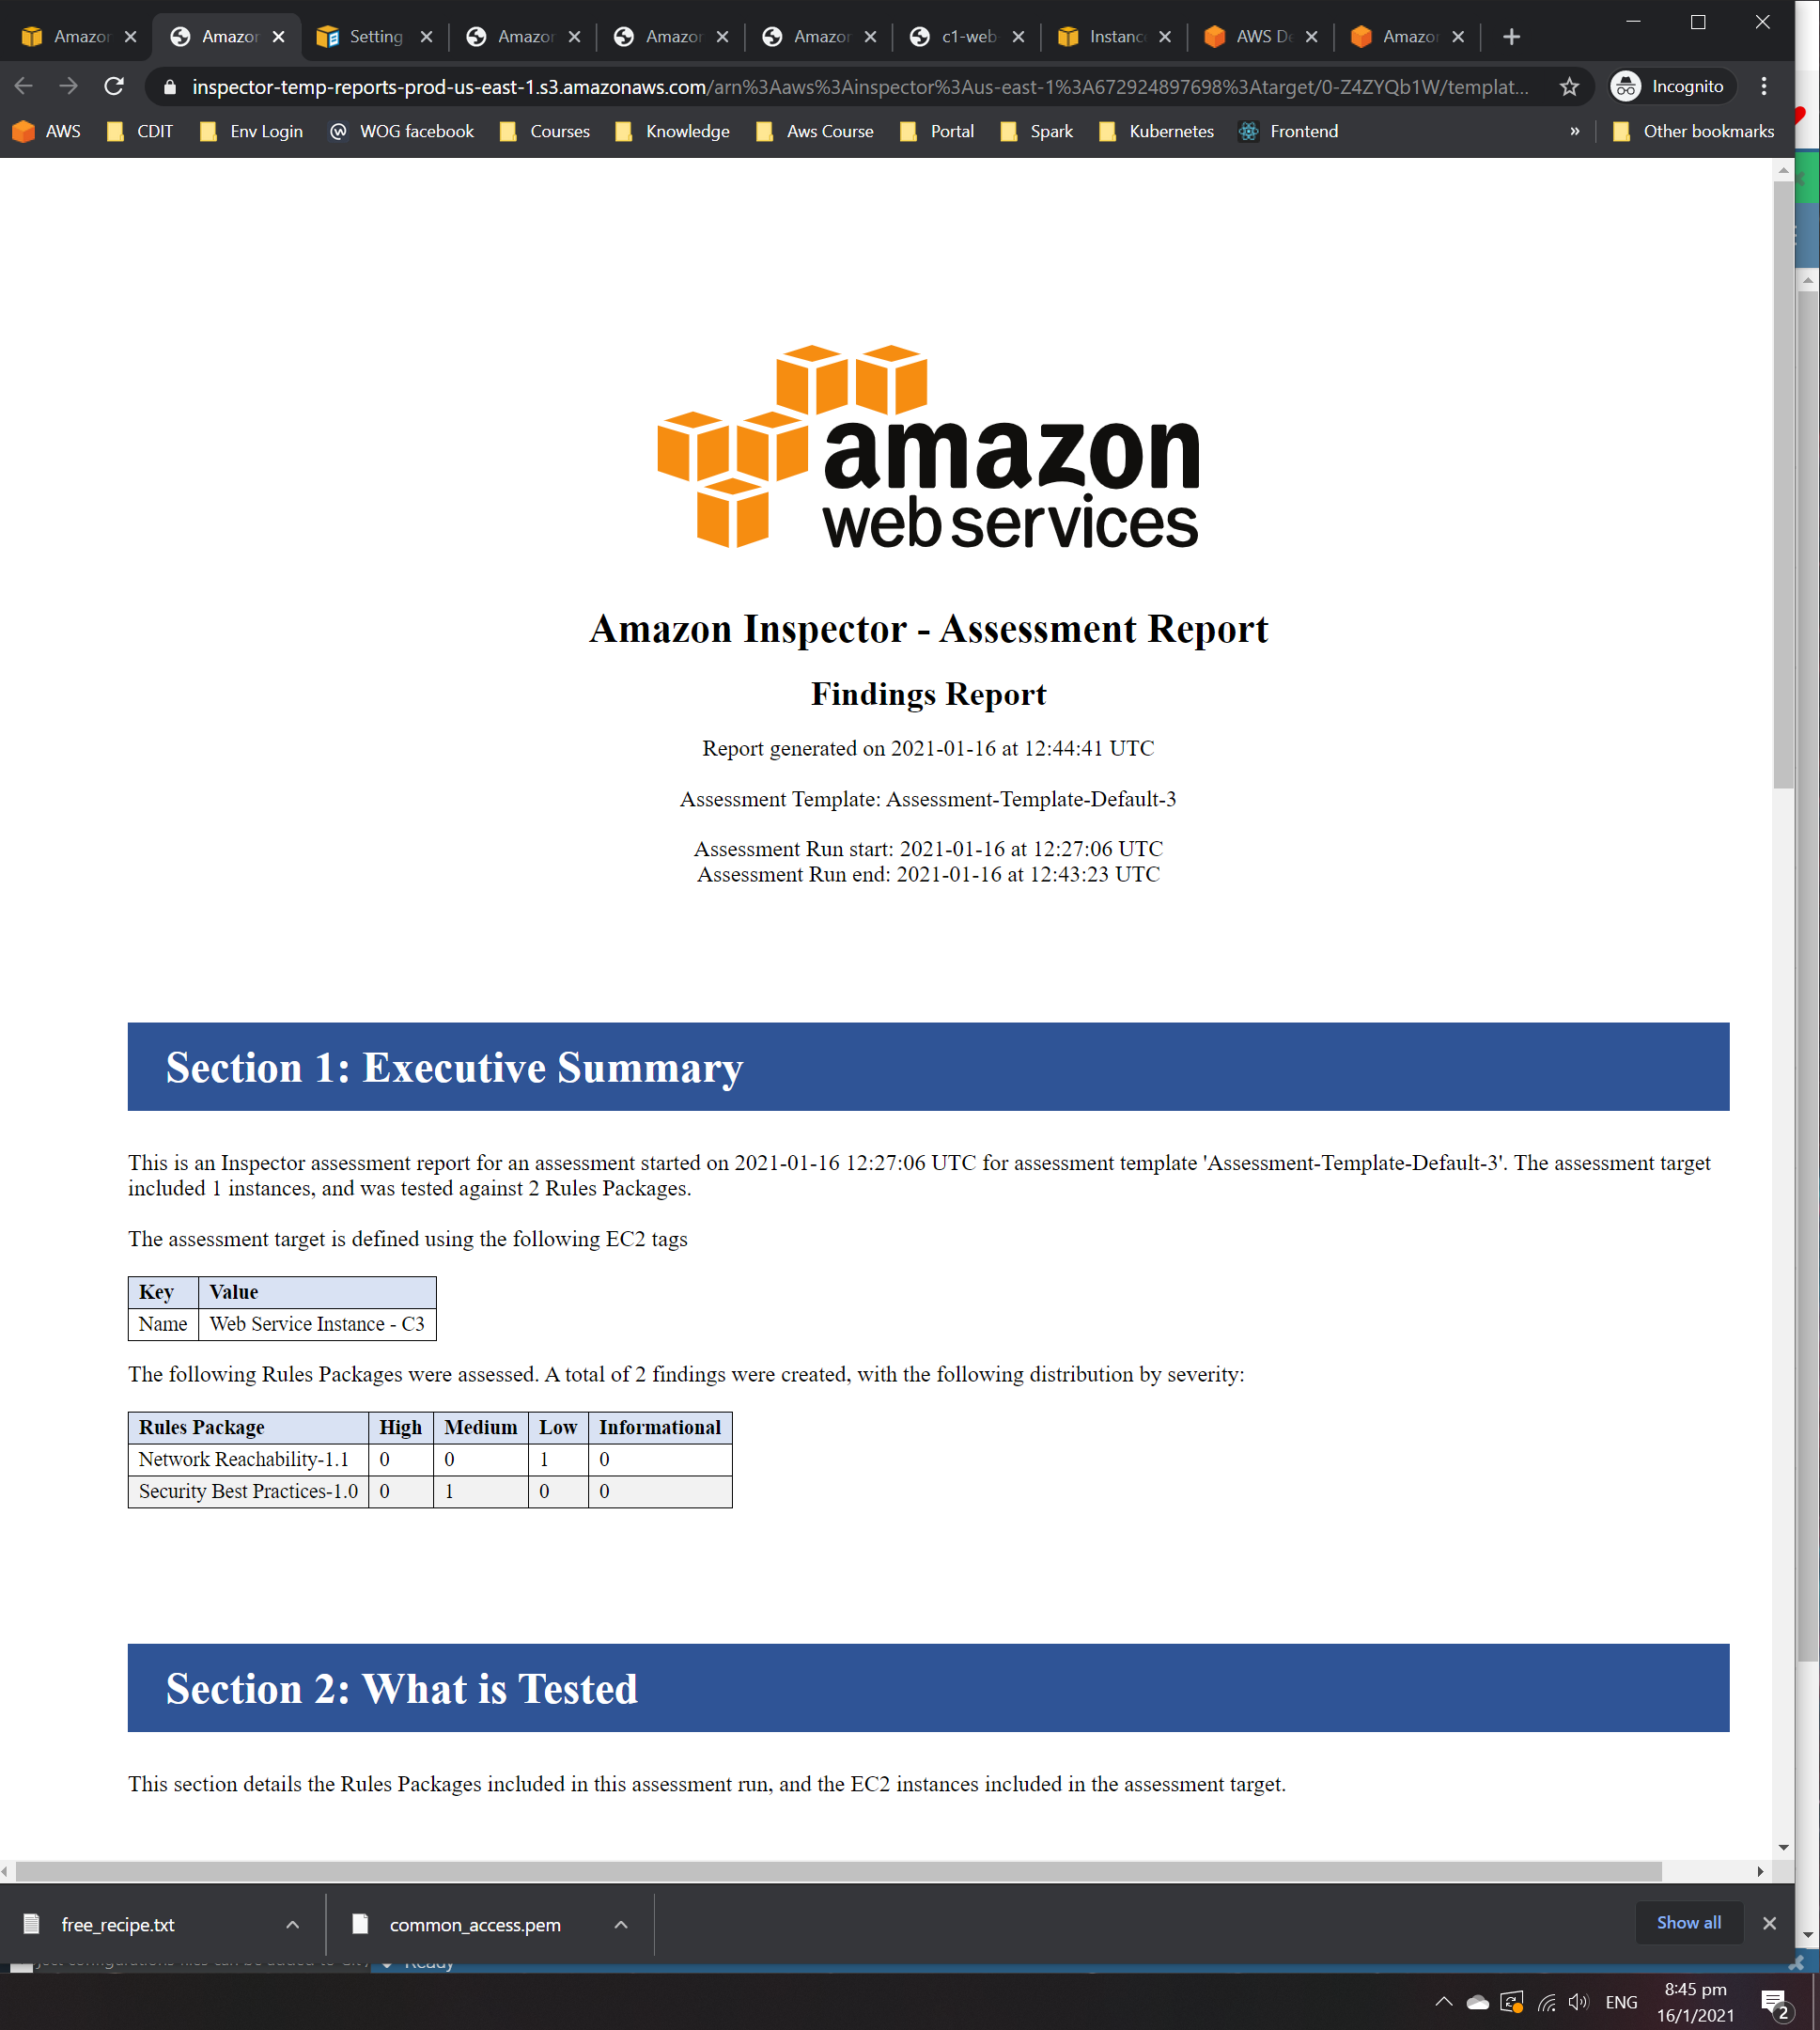 Amazon
Amazon
Setting
Amazon
Amazon
Amazon
c1-web
Instance
AWS De
Amazon
inspector-temp-reports-prod-us-east-1.s3.amazonaws.com/arn%3Aaws%3Ainspector%3Aus-east-1%3A672924897698%3Atarget/0-Z4ZYQb1W/templat...
Incognito
AWS CDIT Env Login WOG facebook Courses Knowledge Aws Course Portal Spark Kubernetes Frontend » Other bookmarks
amazon
web services
Amazon Inspector - Assessment Report
Findings Report
Report generated on 2021-01-16 at 12:44:41 UTC
Assessment Template: Assessment-Template-Default-3
Assessment Run start: 2021-01-16 at 12:27:06 UTC
Assessment Run end: 2021-01-16 at 12:43:23 UTC
Section 1: Executive Summary
This is an Inspector assessment report for an assessment started on 2021-01-16 12:27:06 UTC for assessment template 'Assessment-Template-Default-3'. The assessment target
included 1 instances, and was tested against 2 Rules Packages.
The assessment target is defined using the following EC2 tags
Key Value
Name Web Service Instance - C3
The following Rules Packages were assessed. A total of 2 findings were created, with the following distribution by severity:
Rules Package High Medium Low Informational
Network Reachability-1.1 0 0 1 0
Security Best Practices-1.0 0 1 0 0
Section 2: What is Tested
This section details the Rules Packages included in this assessment run, and the EC2 instances included in the assessment target.
free_recipe.txt common_access.pem Show all
Ready
ENG
8:45 pm
16/1/2021
2